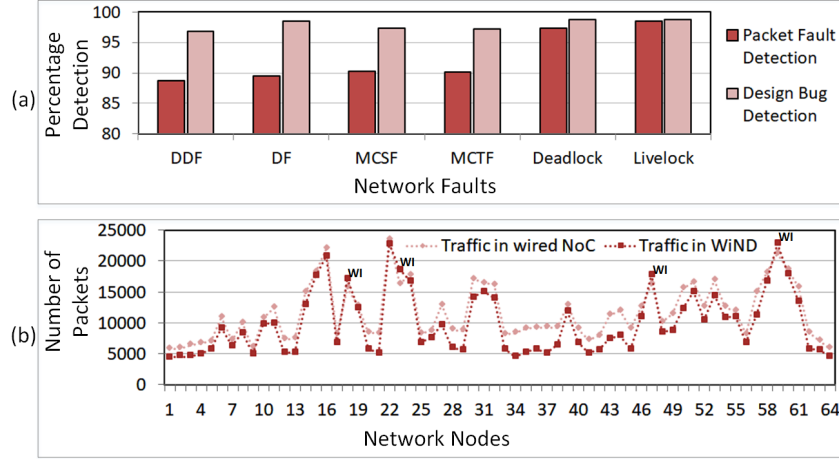 (a)
Percentage
Detection
100
95
90
85
80
DDF DF MCSF MCTF Deadlock Livelock
Network Faults
Packet Fault
Detection
Design Bug
Detection
(b)
Number of
Packets
25000
20000
15000
10000
5000
0
Traffic in wired NoC Traffic in WiND
WI
WI
WI
WI
1 4 7 10 13 16 19 22 25 28 31 34 37 40 43 46 49 52 55 58 61 64
Network Nodes